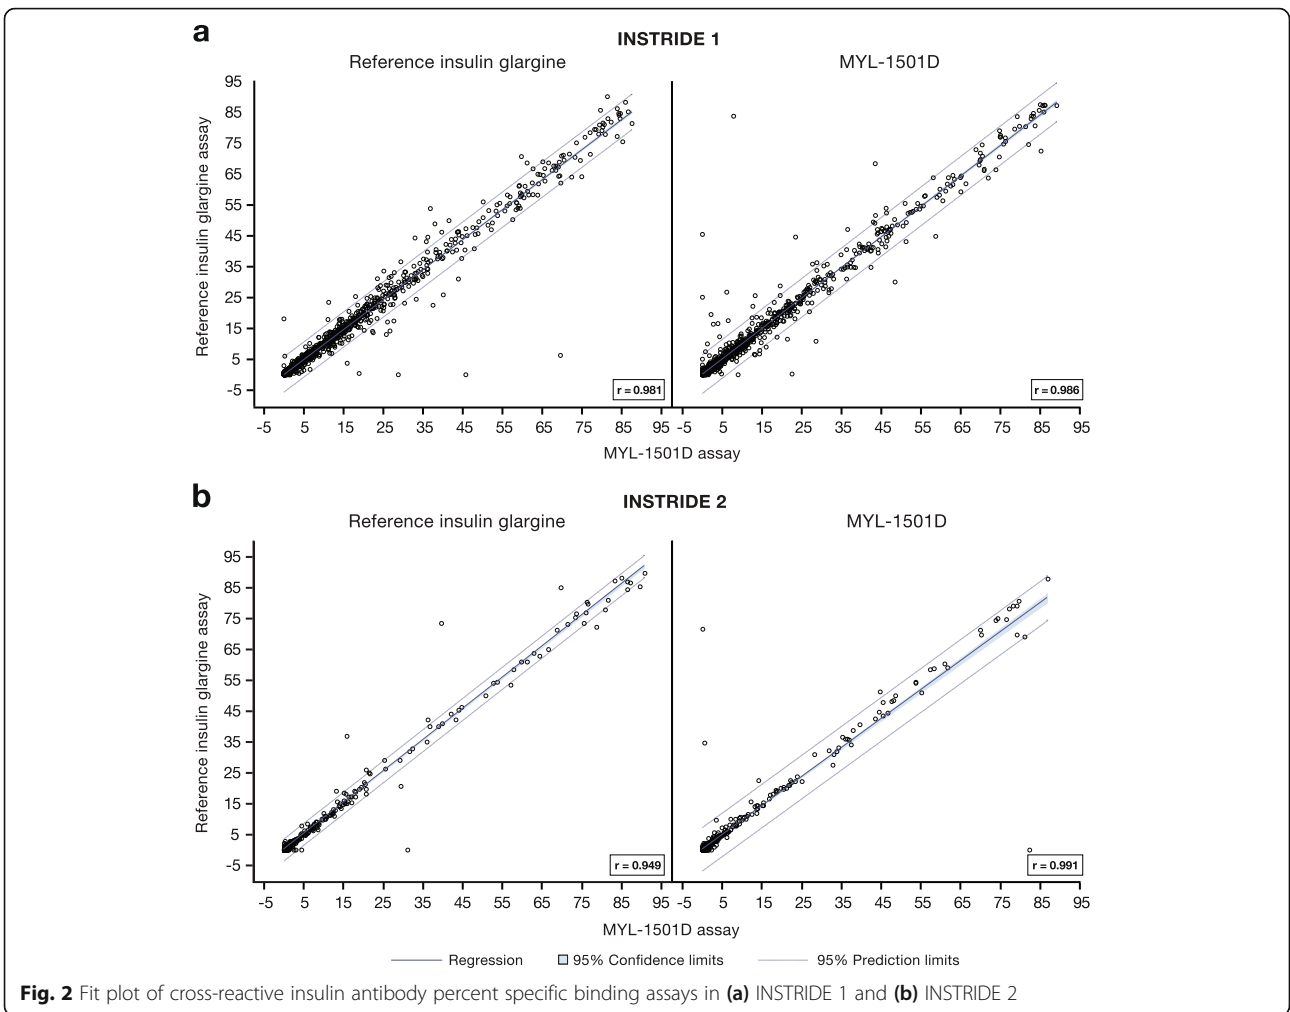 a
INSTRIDE 1
Reference insulin glargine
MYL-1501D
Reference insulin glargine assay
95
85
75
65
55
45
35
25
15
5
-5
r = 0.981
r = 0.986
-5 5 15 25 35 45 55 65 75 85 95 -5 5 15 25 35 45 55 65 75 85 95
MYL-1501D assay
b
INSTRIDE 2
Reference insulin glargine
MYL-1501D
Reference insulin glargine assay
95
85
75
65
55
45
35
25
15
5
-5
r = 0.949
r = 0.991
-5 5 15 25 35 45 55 65 75 85 95 -5 5 15 25 35 45 55 65 75 85 95
MYL-1501D assay
Regression 95% Confidence limits 95% Prediction limits
Fig. 2 Fit plot of cross-reactive insulin antibody percent specific binding assays in (a) INSTRIDE 1 and (b) INSTRIDE 2